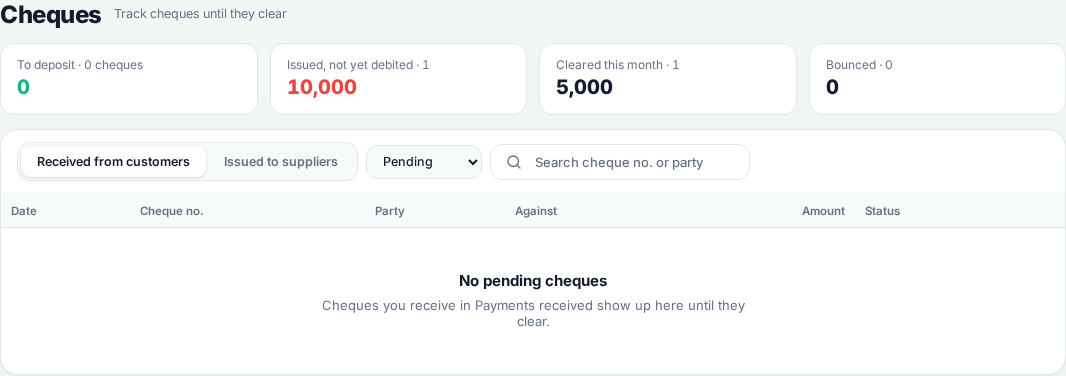 Cheques Track cheques until they clear
To deposit · 0 cheques
0
Issued, not yet debited · 1
10,000
Cleared this month · 1
5,000
Bounced · 0
0
Received from customers Issued to suppliers Pending Search cheque no. or party
Date Cheque no. Party Against Amount Status
No pending cheques
Cheques you receive in Payments received show up here until they
clear.